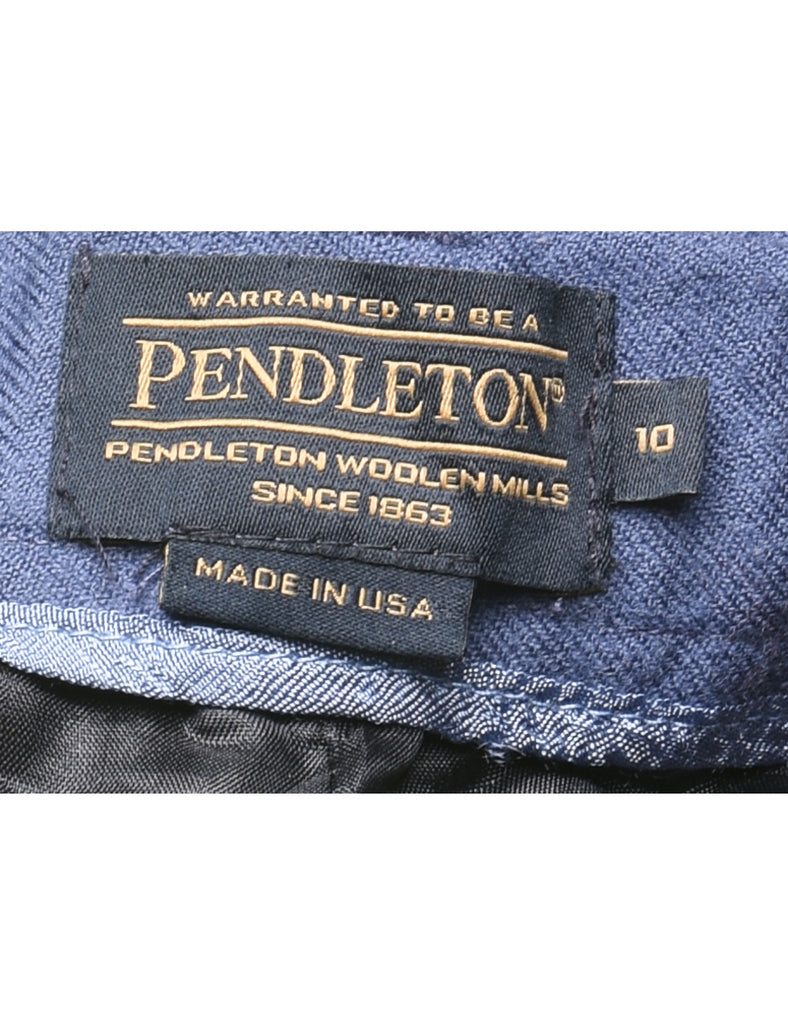 WARRANTED TO BE A
PENDLETON®
PENDLETON WOOLEN MILLS
SINCE 1863
10
MADE IN USA